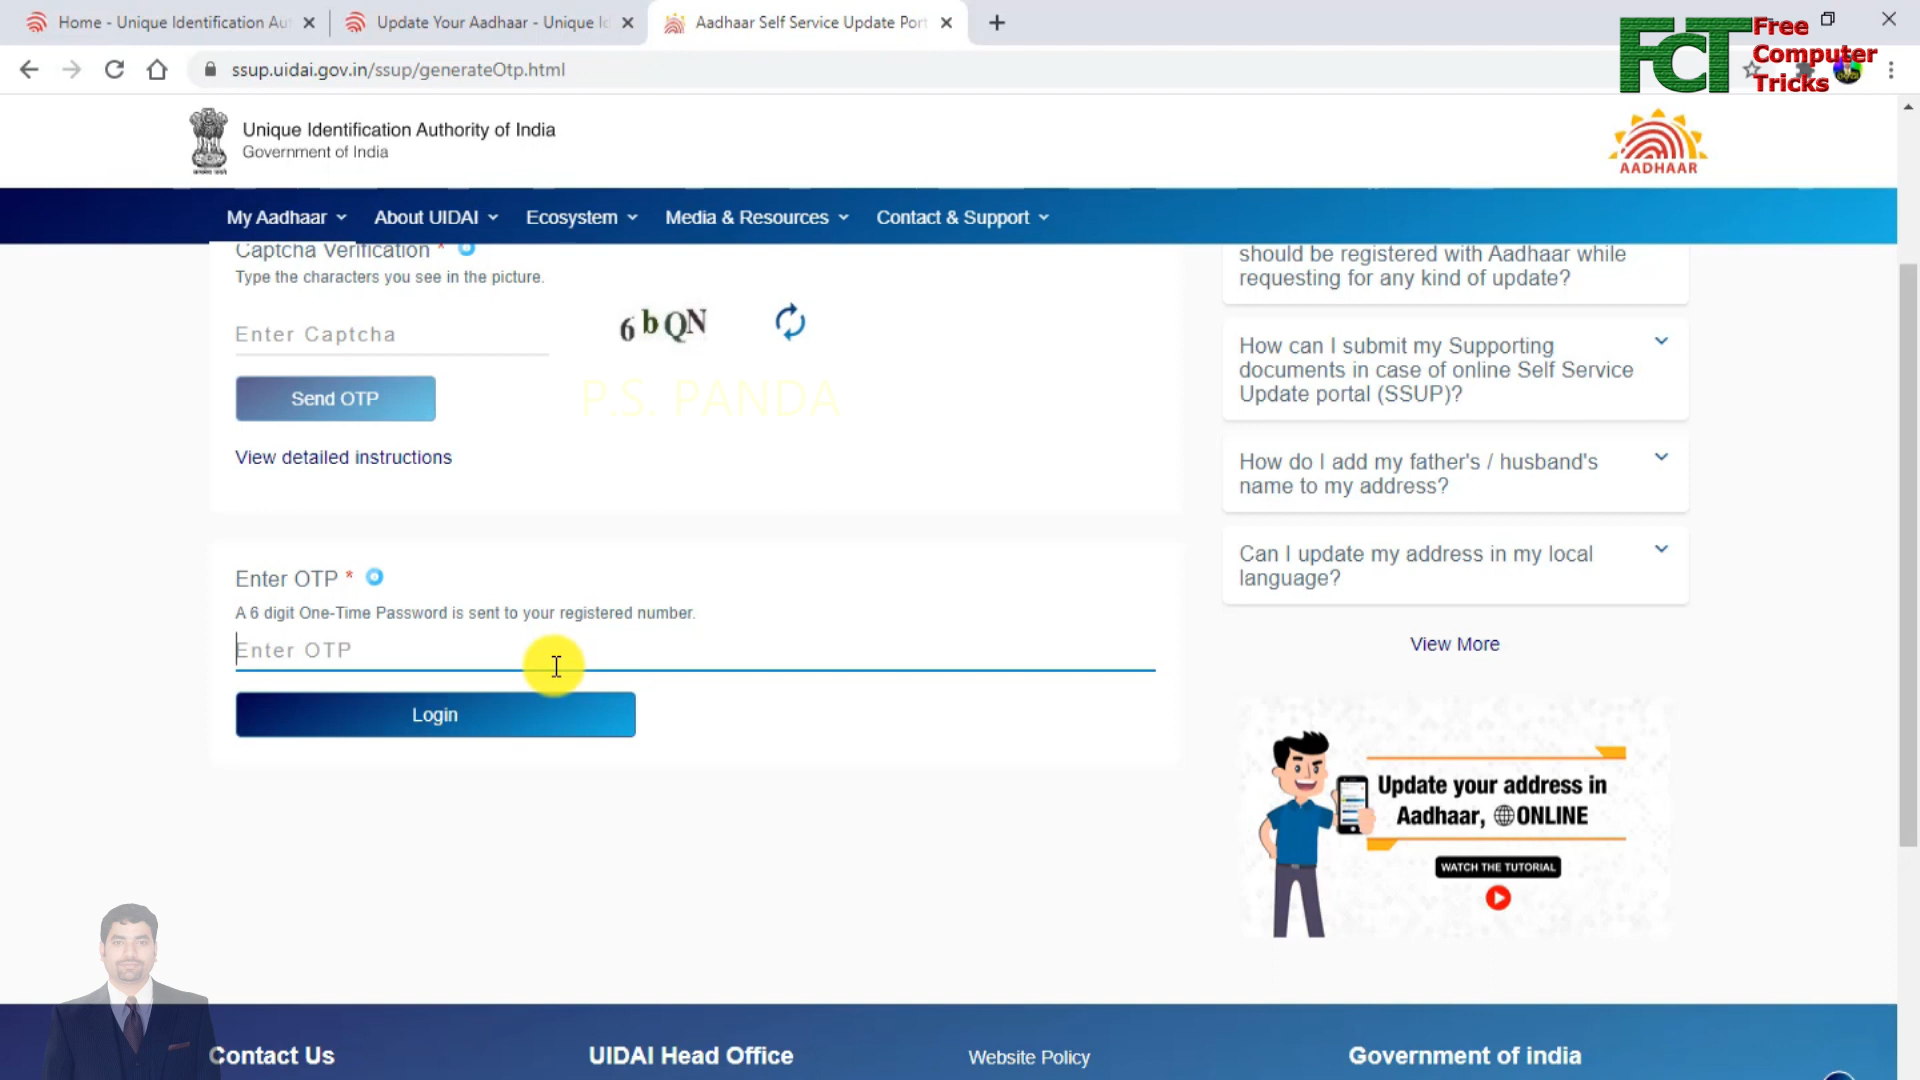 Home - Unique Identification Au
Update Your Aadhaar - Unique Id
Aadhaar Self Service Update Port
ssup.uidai.gov.in/ssup/generateOtp.html
FCT Free
Computer
Tricks
Unique Identification Authority of India
Government of India
AADHAAR
My Aadhaar
About UIDAI
Ecosystem
Media & Resources
Contact & Support
Captcha Verification *
Type the characters you see in the picture.
Enter Captcha
6bQN
Send OTP
P.S. PANDA
View detailed instructions
Enter OTP *
A 6 digit One-Time Password is sent to your registered number.
Enter OTP
Login
should be registered with Aadhaar while
requesting for any kind of update?
How can I submit my Supporting
documents in case of online Self Service
Update portal (SSUP)?
How do I add my father's / husband's
name to my address?
Can I update my address in my local
language?
View More
Update your address in
Aadhaar, ONLINE
WATCH THE TUTORIAL
Contact Us
UIDAI Head Office
Website Policy
Government of india